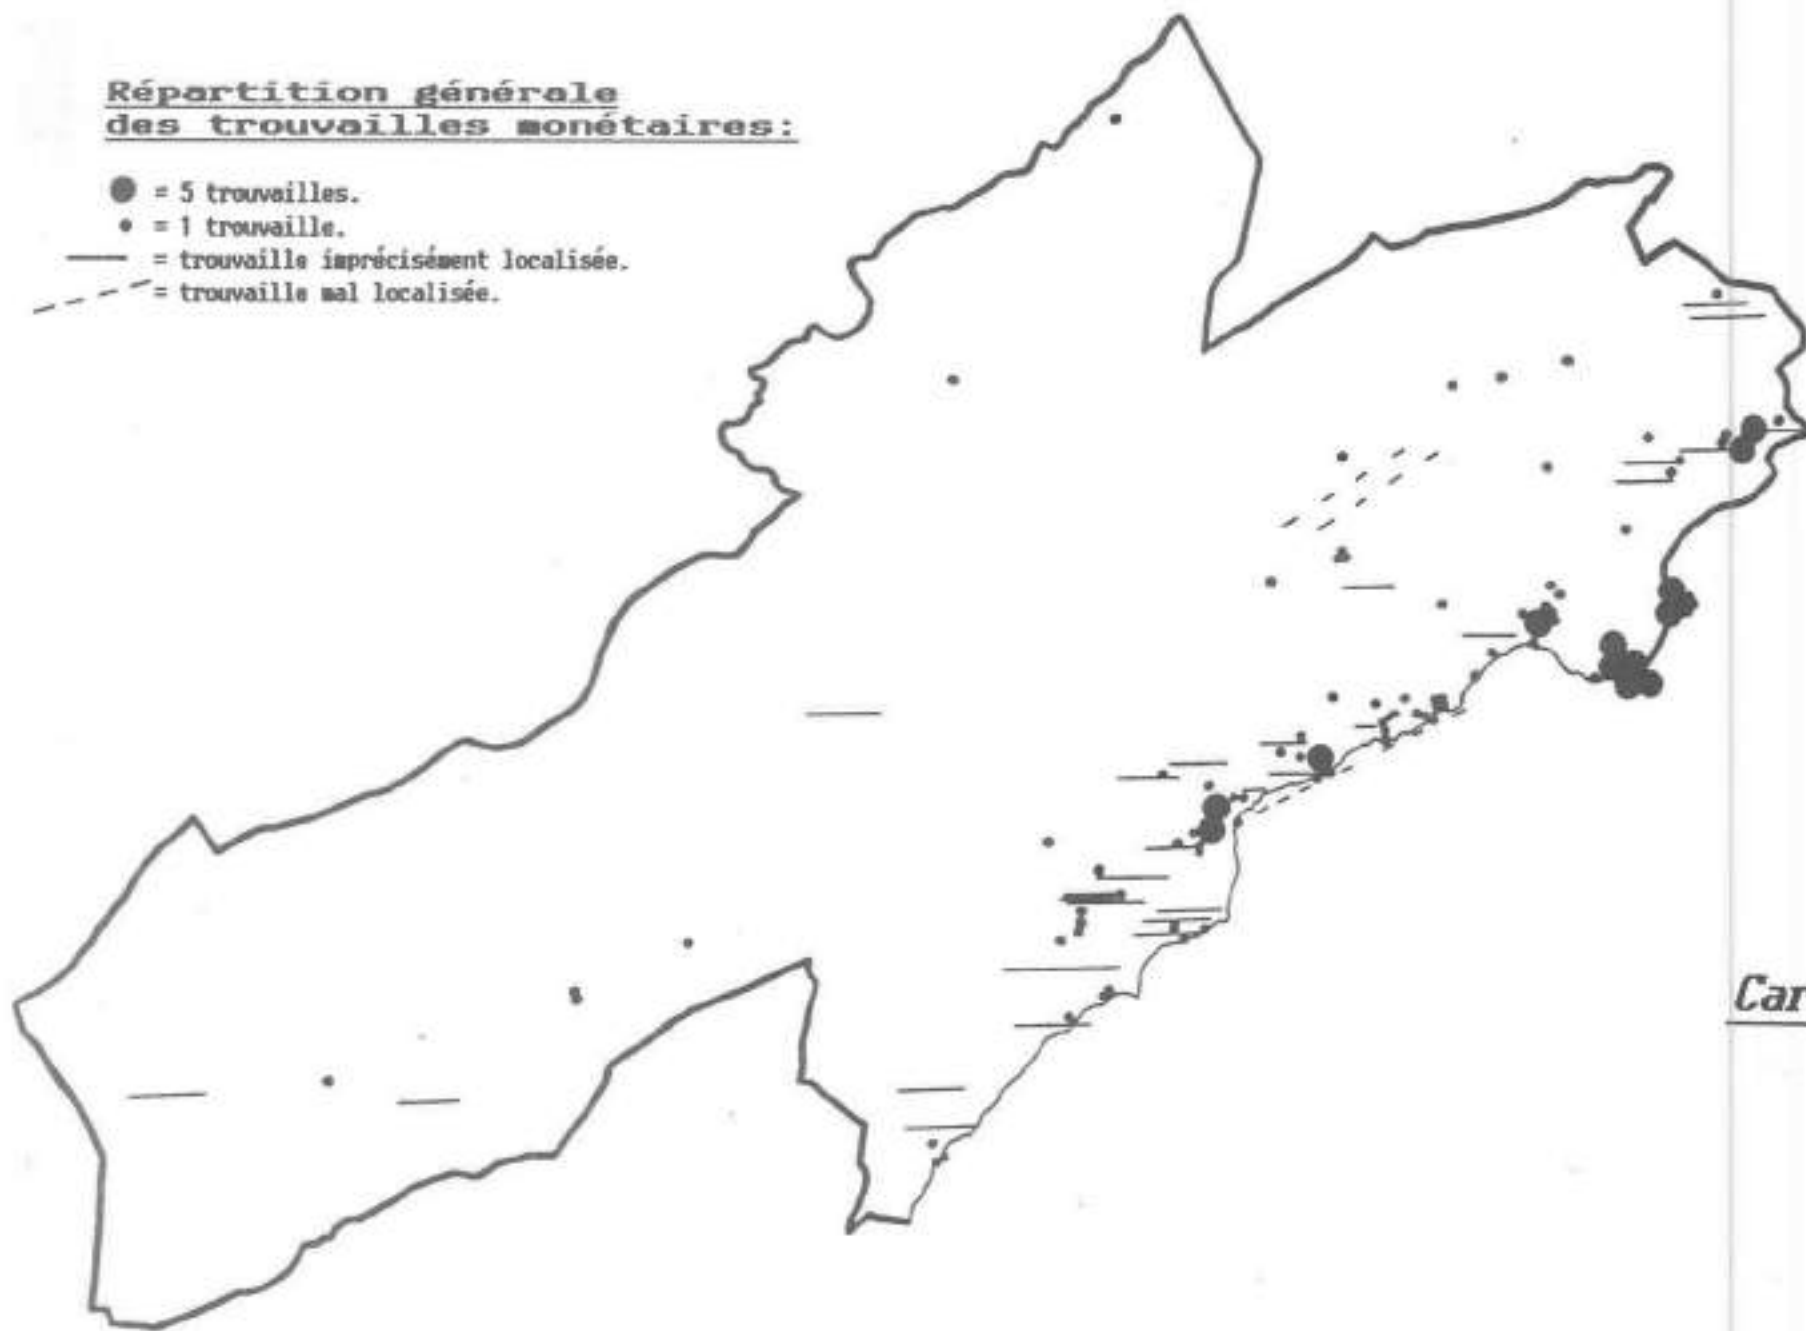 Répartition générale
des trouvailles monétaires:
= 5 trouvailles.
= 1 trouvaille.
= trouvaille imprécisément localisée.
= trouvaille mal localisée.
Car